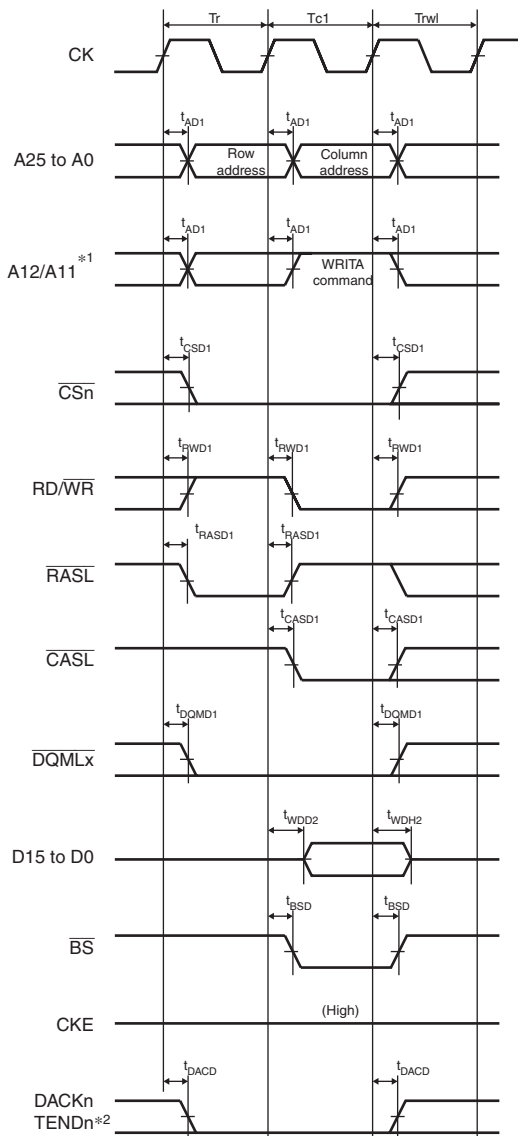 Tr Tc1 Trwl
CK
tAD1 tAD1 tAD1
A25 to A0 Row address Column address
tAD1 tAD1 tAD1
A12/A11*1 WRITA command
tCSD1 tCSD1
CSn
tRWD1 tRWD1 tRWD1
RD/WR
tRASD1 tRASD1
RASL
tCASD1 tCASD1
CASL
tDQMD1 tDQMD1
DQMLx
tWDD2 tWDH2
D15 to D0
tBSD tBSD
BS
(High)
CKE
tDACD tDACD
DACKn
TENDn*2